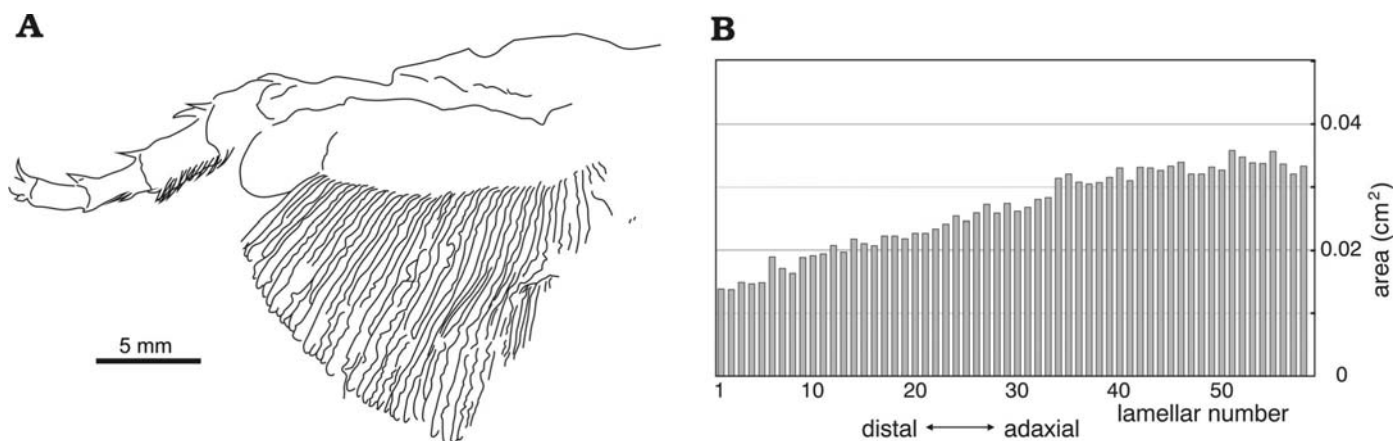 A
5 mm
B
0.04
0.02
0
area (cm²)
1 10 20 30 40 50
distal ⟷ adaxial
lamellar number